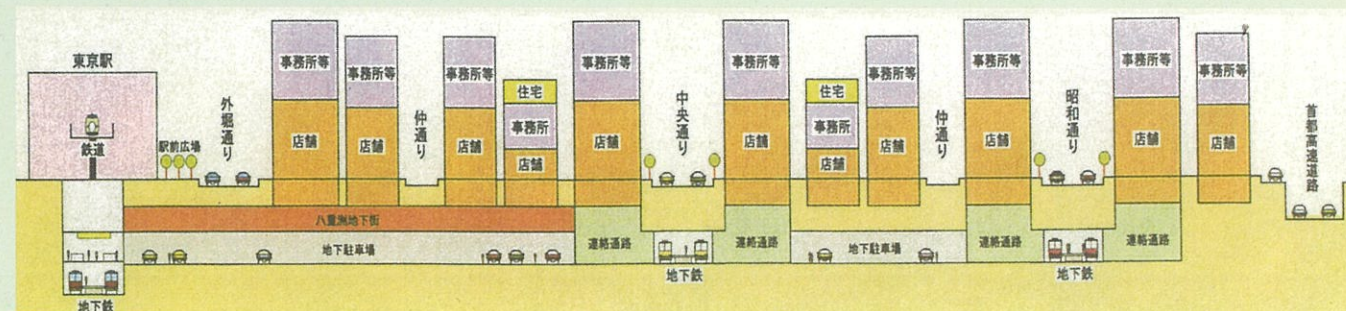 東京駅
鉄道
駅前広場
外堀通り
事務所等
店舗
事務所等
店舗
仲通り
事務所等
店舗
住宅
事務所
店舗
事務所等
店舗
中央通り
事務所等
店舗
住宅
事務所
店舗
事務所等
店舗
仲通り
事務所等
店舗
昭和通り
事務所等
店舗
事務所等
店舗
首都高速道路
八重洲地下街
地下駐車場
連絡通路
連絡通路
地下駐車場
連絡通路
連絡通路
地下鉄
地下鉄
地下鉄